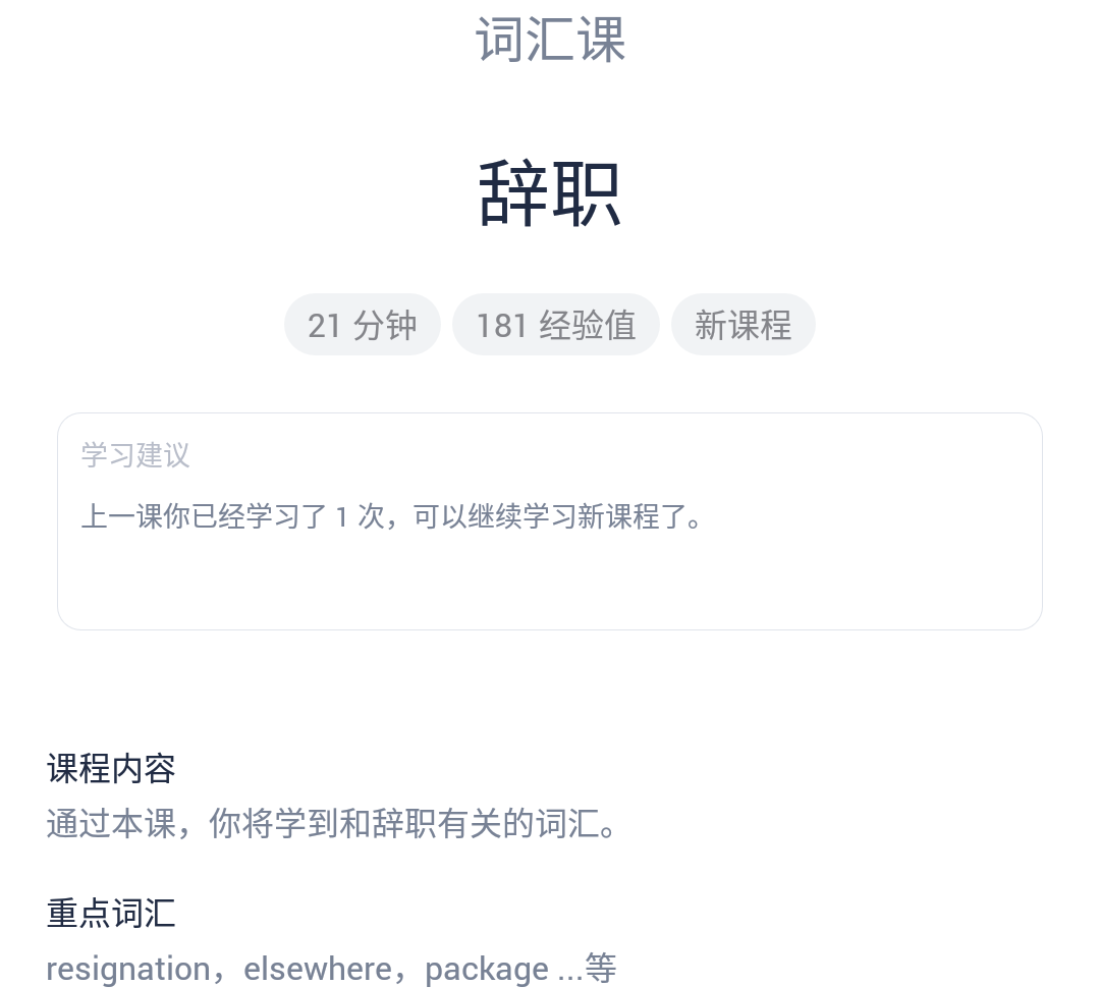 词汇课
辞职
21 分钟 181 经验值 新课程
学习建议
上一课你已经学习了 1 次，可以继续学习新课程了。
课程内容
通过本课，你将学到和辞职有关的词汇。
重点词汇
resignation，elsewhere，package ...等